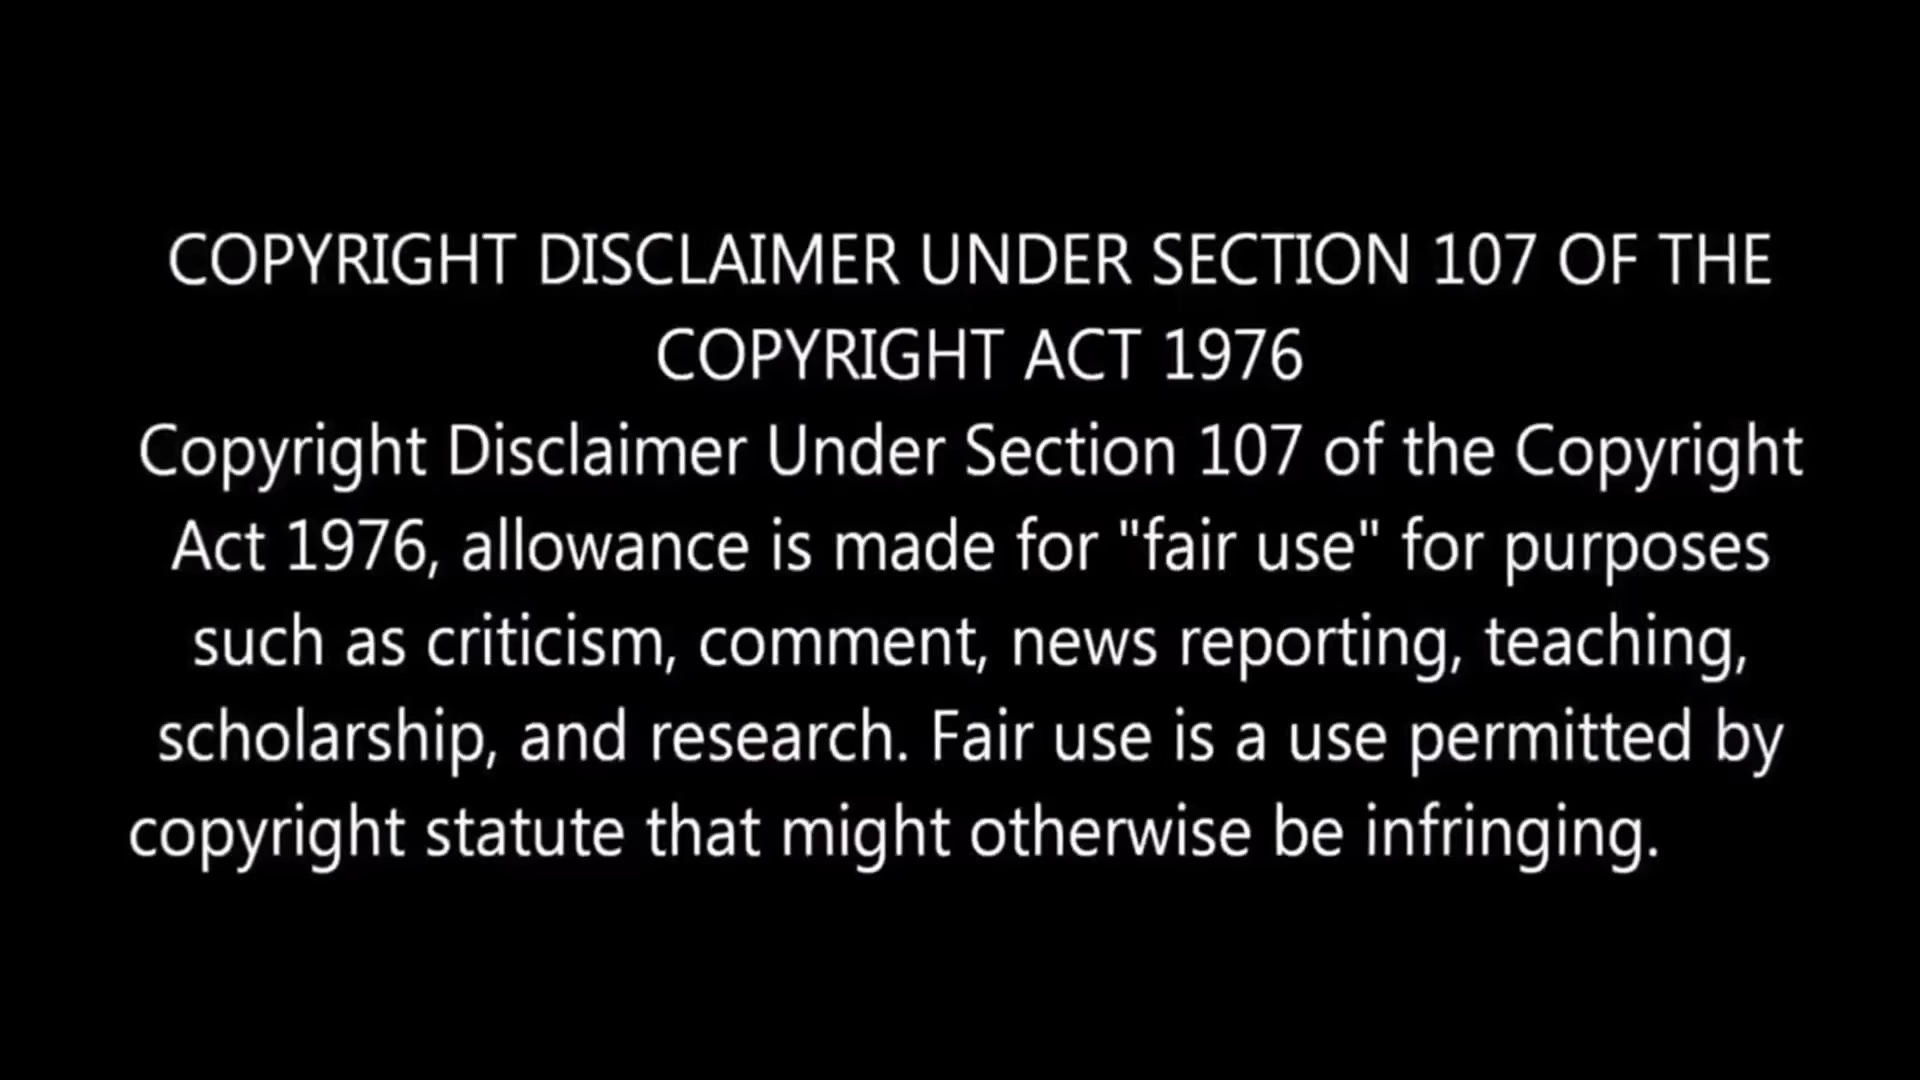 COPYRIGHT DISCLAIMER UNDER SECTION 107 OF THE
COPYRIGHT ACT 1976
Copyright Disclaimer Under Section 107 of the Copyright
Act 1976, allowance is made for "fair use" for purposes
such as criticism, comment, news reporting, teaching,
scholarship, and research. Fair use is a use permitted by
copyright statute that might otherwise be infringing.